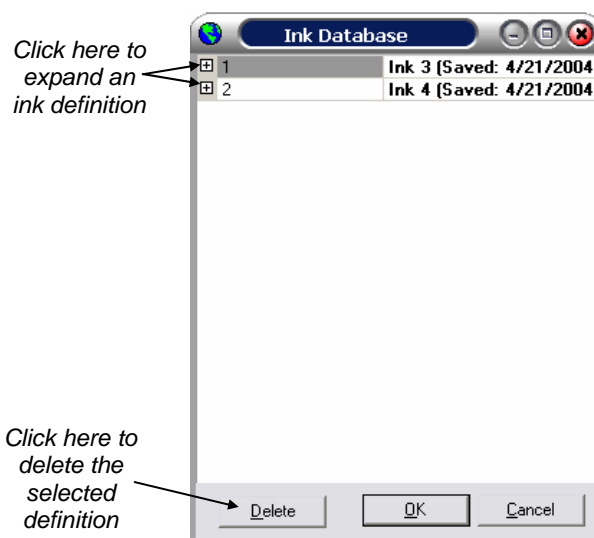 Ink Database
Click here to
expand an
ink definition
1 Ink 3 (Saved: 4/21/2004
2 Ink 4 (Saved: 4/21/2004
Click here to
delete the
selected
definition
Delete OK Cancel